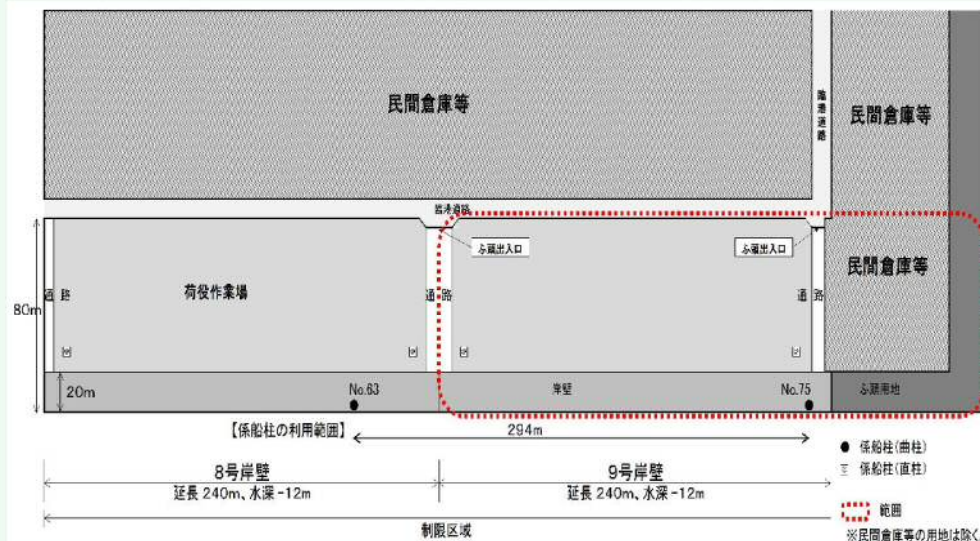 民間倉庫等
臨港道路
民間倉庫等
臨港道路
ふ頭出入口
ふ頭出入口
民間倉庫等
荷役作業場
通 路
通 路
通 路
80m
20m
No.63
岸壁
No.75
ふ頭用地
【係船柱の利用範囲】
294m
係船柱(曲柱)
係船柱(直柱)
8号岸壁
延長 240m、水深-12m
9号岸壁
延長 240m、水深-12m
範囲
制限区域
※民間倉庫等の用地は除く